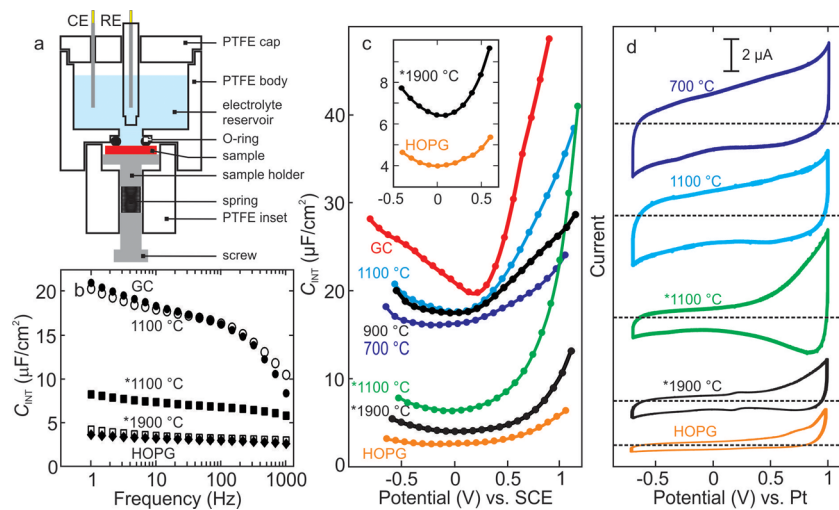 a
CE RE
PTFE cap
PTFE body
electrolyte
reservoir
O-ring
sample
sample holder
spring
PTFE inset
screw
b
GC
1100 °C
*1100 °C
*1900 °C
HOPG
20
15
10
5
0
C_INT (µF/cm²)
1 10 100 1000
Frequency (Hz)
c
*1900 °C
HOPG
8
6
4
-0.5 0 0.5
GC
1100 °C
900 °C
700 °C
*1100 °C
*1900 °C
HOPG
40
30
20
10
0
C_INT (µF/cm²)
-0.5 0 0.5 1
Potential (V) vs. SCE
d
2 µA
700 °C
1100 °C
*1100 °C
*1900 °C
HOPG
Current
-0.5 0 0.5 1
Potential (V) vs. Pt